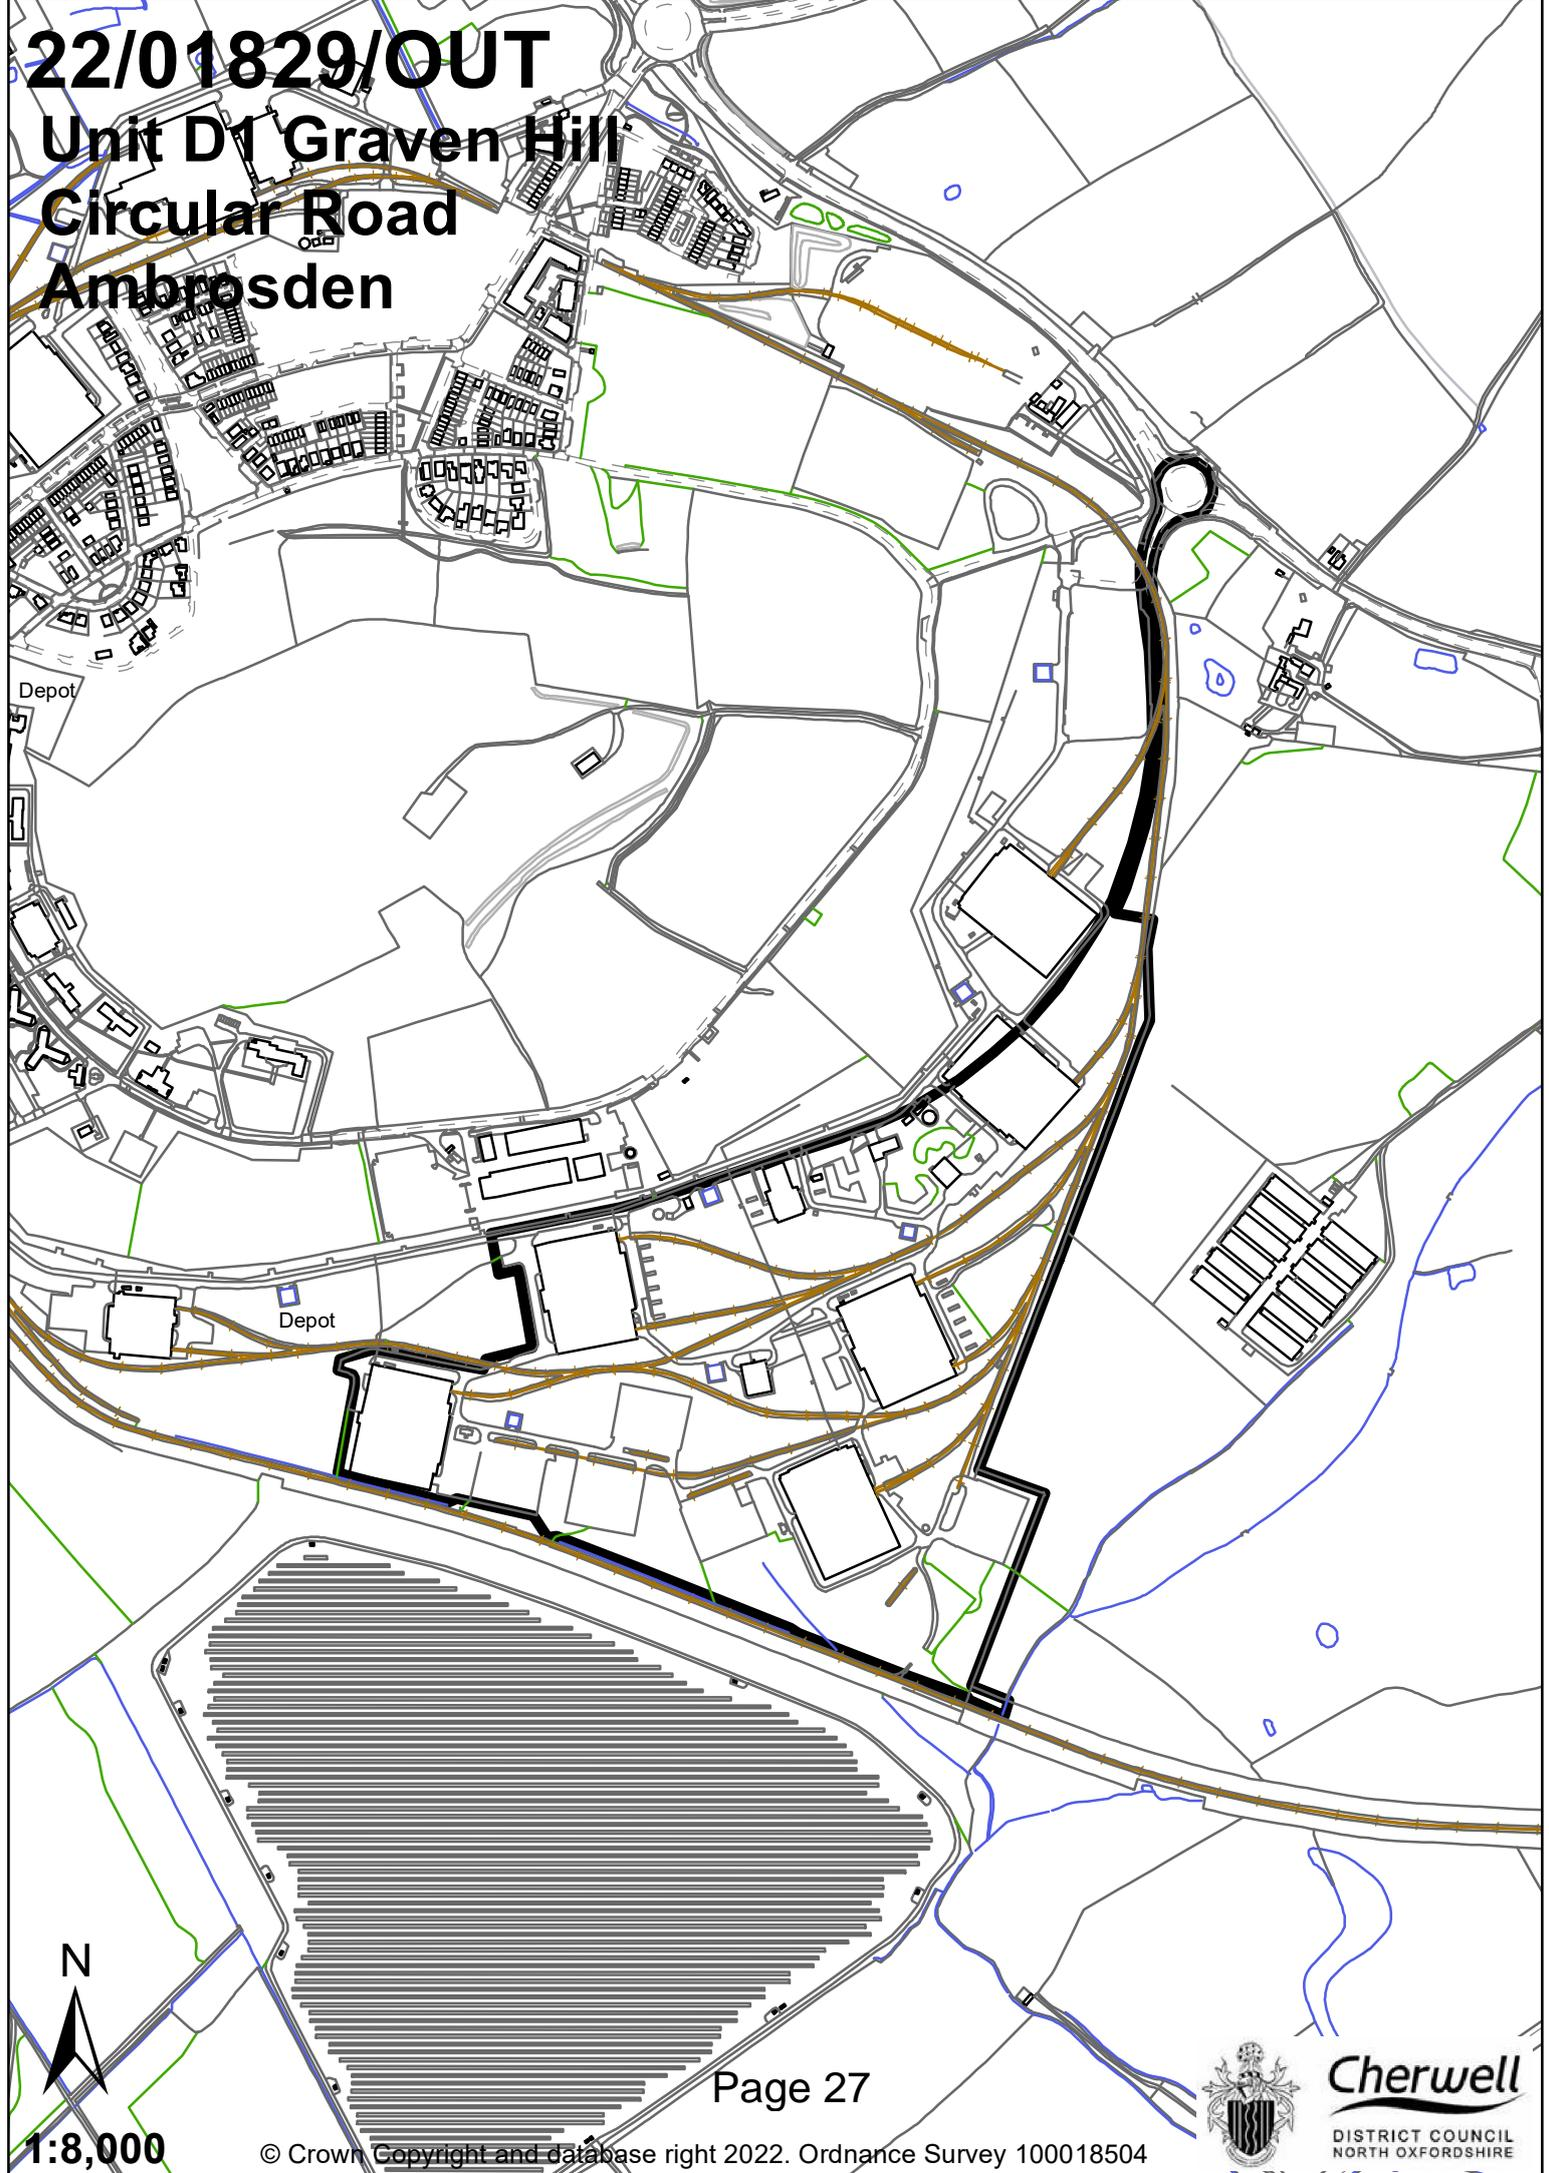 22/01829/OUT
Unit D1 Graven Hill
Circular Road
Ambrosden
Depot
Depot
N
Page 27
Cherwell
DISTRICT COUNCIL
NORTH OXFORDSHIRE
1:8,000
© Crown Copyright and database right 2022. Ordnance Survey 100018504